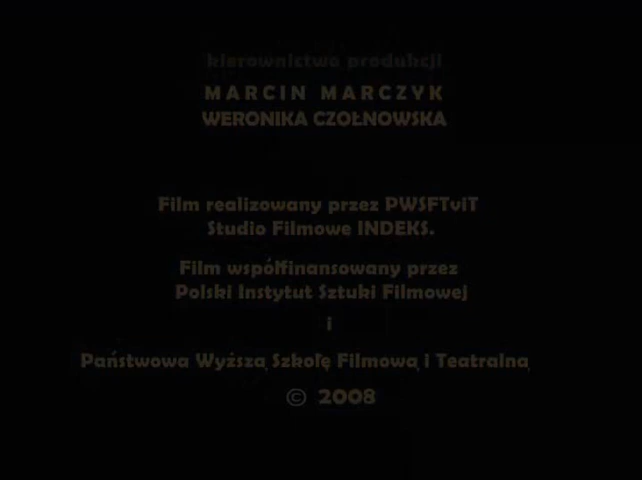 kierownictwo produkcji
MARCIN MARCZYK
WERONIKA CZOŁNOWSKA
Film realizowany przez PWSFTviT
Studio Filmowe INDEKS.
Film współfinansowany przez
Polski Instytut Sztuki Filmowej
i
Państwowa Wyższą Szkołę Filmową i Teatralną
© 2008